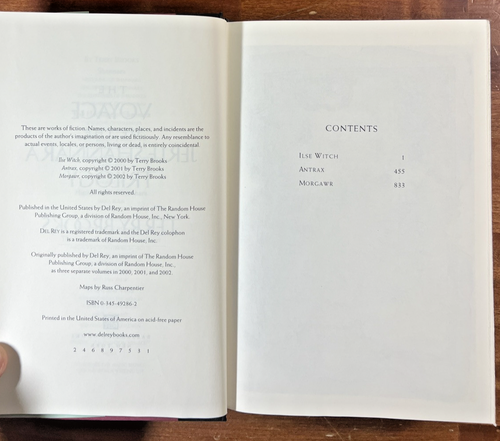 These are works of fiction. Names, characters, places, and incidents are the
products of the author's imagination or are used fictitiously. Any resemblance to
actual events, locales, or persons, living or dead, is entirely coincidental.
Ilse Witch, copyright © 2000 by Terry Brooks
Antrax, copyright © 2001 by Terry Brooks
Morgawr, copyright © 2002 by Terry Brooks
All rights reserved.
Published in the United States by Del Rey, an imprint of The Random House
Publishing Group, a division of Random House, Inc., New York.
DEL REY is a registered trademark and the Del Rey colophon
is a trademark of Random House, Inc.
Originally published by Del Rey, an imprint of The Random House
Publishing Group, a division of Random House, Inc.,
as three separate volumes in 2000, 2001, and 2002.
Maps by Russ Charpentier
ISBN 0-345-49286-2
Printed in the United States of America on acid-free paper
www.delreybooks.com
2 4 6 8 9 7 5 3 1
CONTENTS
ILSE WITCH 1
ANTRAX 455
MORGAWR 833